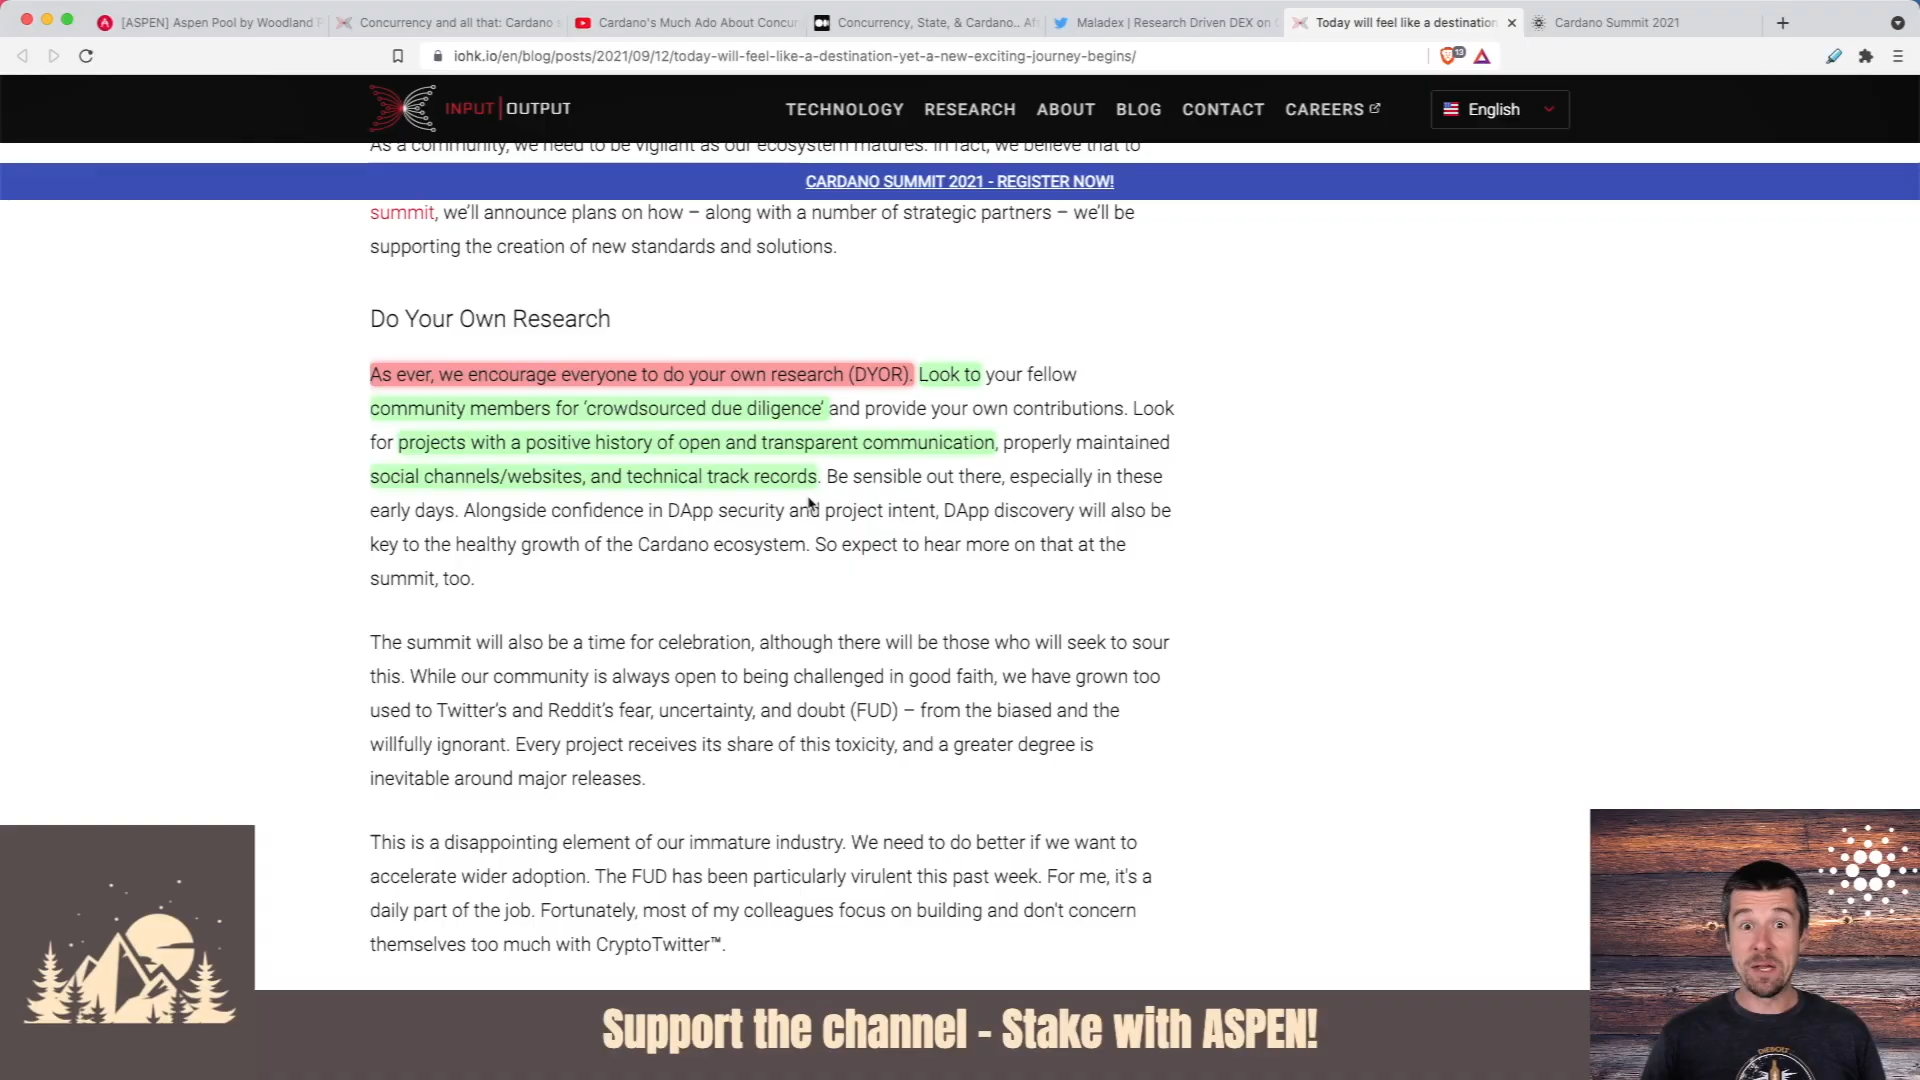 [ASPEN] Aspen Pool by Woodland P
Concurrency and all that: Cardano s
Cardano's Much Ado About Concur
Concurrency, State, & Cardano.. A
Maladex | Research Driven DEX on
Today will feel like a destination
Cardano Summit 2021
iohk.io/en/blog/posts/2021/09/12/today-will-feel-like-a-destination-yet-a-new-exciting-journey-begins/
13
INPUT | OUTPUT
TECHNOLOGY RESEARCH ABOUT BLOG CONTACT CAREERS
English
As a community, we need to be vigilant as our ecosystem matures. In fact, we believe that to
CARDANO SUMMIT 2021 - REGISTER NOW!
summit, we'll announce plans on how – along with a number of strategic partners – we'll be
supporting the creation of new standards and solutions.
Do Your Own Research
As ever, we encourage everyone to do your own research (DYOR). Look to your fellow
community members for ‘crowdsourced due diligence’ and provide your own contributions. Look
for projects with a positive history of open and transparent communication, properly maintained
social channels/websites, and technical track records. Be sensible out there, especially in these
early days. Alongside confidence in DApp security and project intent, DApp discovery will also be
key to the healthy growth of the Cardano ecosystem. So expect to hear more on that at the
summit, too.
The summit will also be a time for celebration, although there will be those who will seek to sour
this. While our community is always open to being challenged in good faith, we have grown too
used to Twitter's and Reddit's fear, uncertainty, and doubt (FUD) – from the biased and the
willfully ignorant. Every project receives its share of this toxicity, and a greater degree is
inevitable around major releases.
This is a disappointing element of our immature industry. We need to do better if we want to
accelerate wider adoption. The FUD has been particularly virulent this past week. For me, it's a
daily part of the job. Fortunately, most of my colleagues focus on building and don't concern
themselves too much with CryptoTwitter™.
Support the channel - Stake with ASPEN!